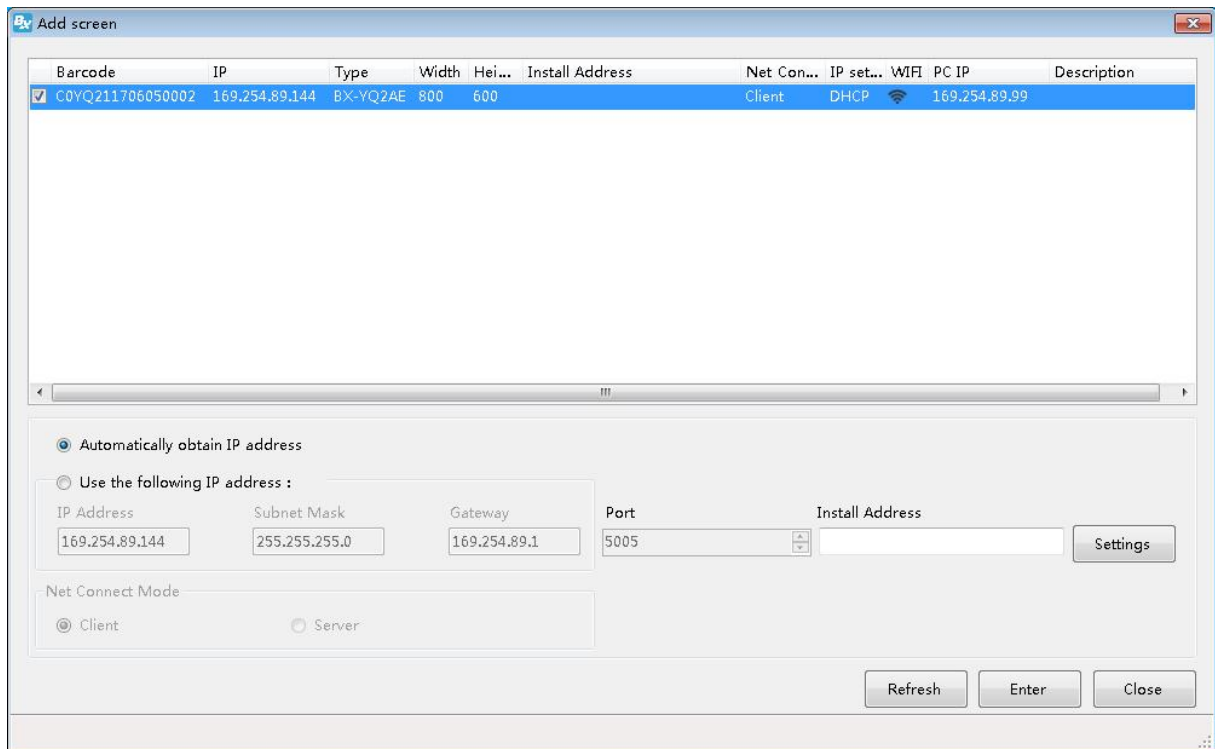 BX Add screen
Barcode IP Type Width Hei... Install Address Net Con... IP set... WIFI PC IP Description
C0YQ211706050002 169.254.89.144 BX-YQ2AE 800 600 Client DHCP 169.254.89.99
Automatically obtain IP address
Use the following IP address :
IP Address Subnet Mask Gateway Port Install Address
169.254.89.144 255.255.255.0 169.254.89.1 5005 Settings
Net Connect Mode
Client Server
Refresh Enter Close